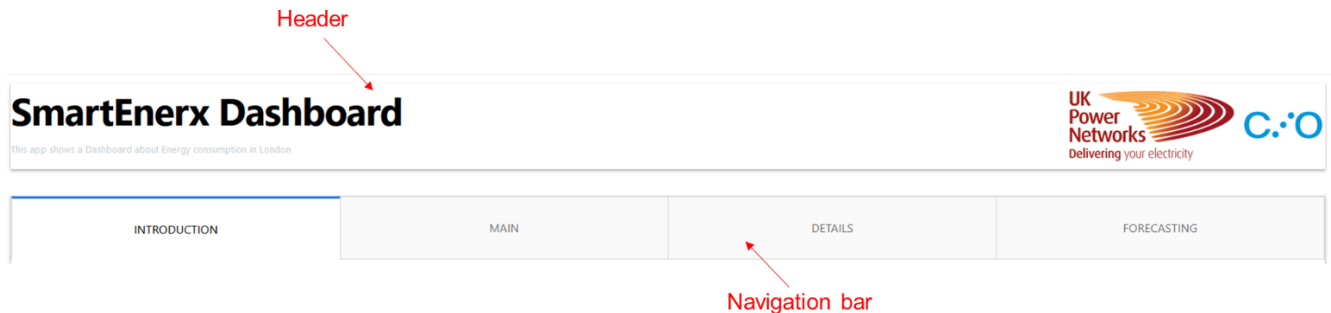 Header
SmartEnerx Dashboard
This app shows a Dashboard about Energy consumption in London
UK
Power
Networks
Delivering your electricity
INTRODUCTION
MAIN
DETAILS
FORECASTING
Navigation bar